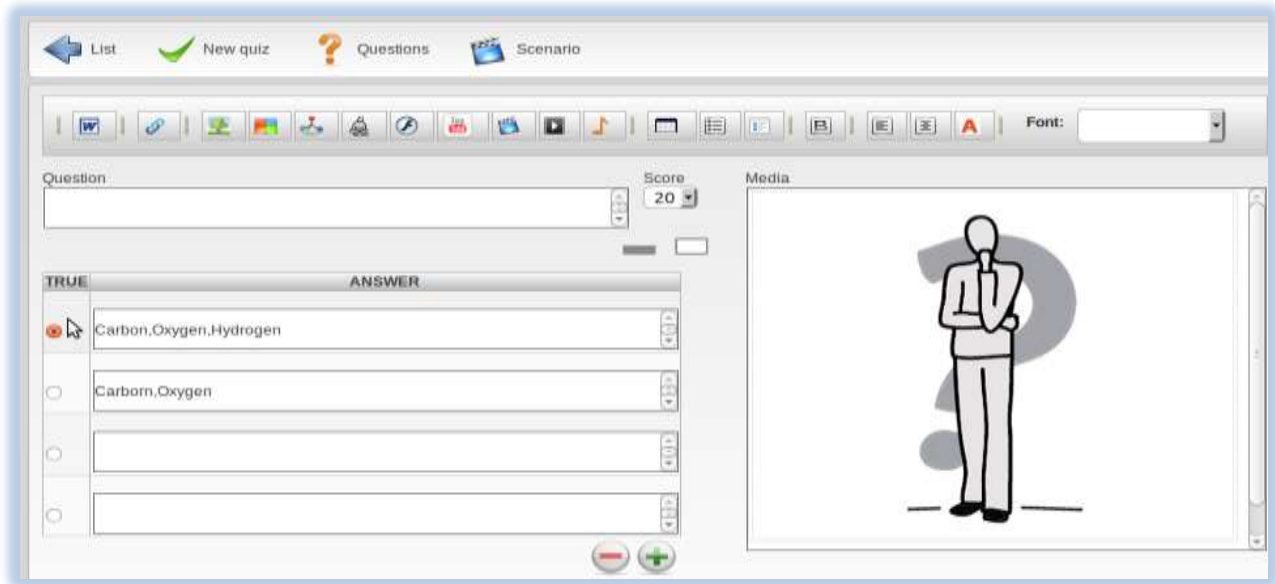 List New quiz Questions Scenario
Font:
Question Score Media
20
TRUE ANSWER
Carbon,Oxygen,Hydrogen
Carborn,Oxygen